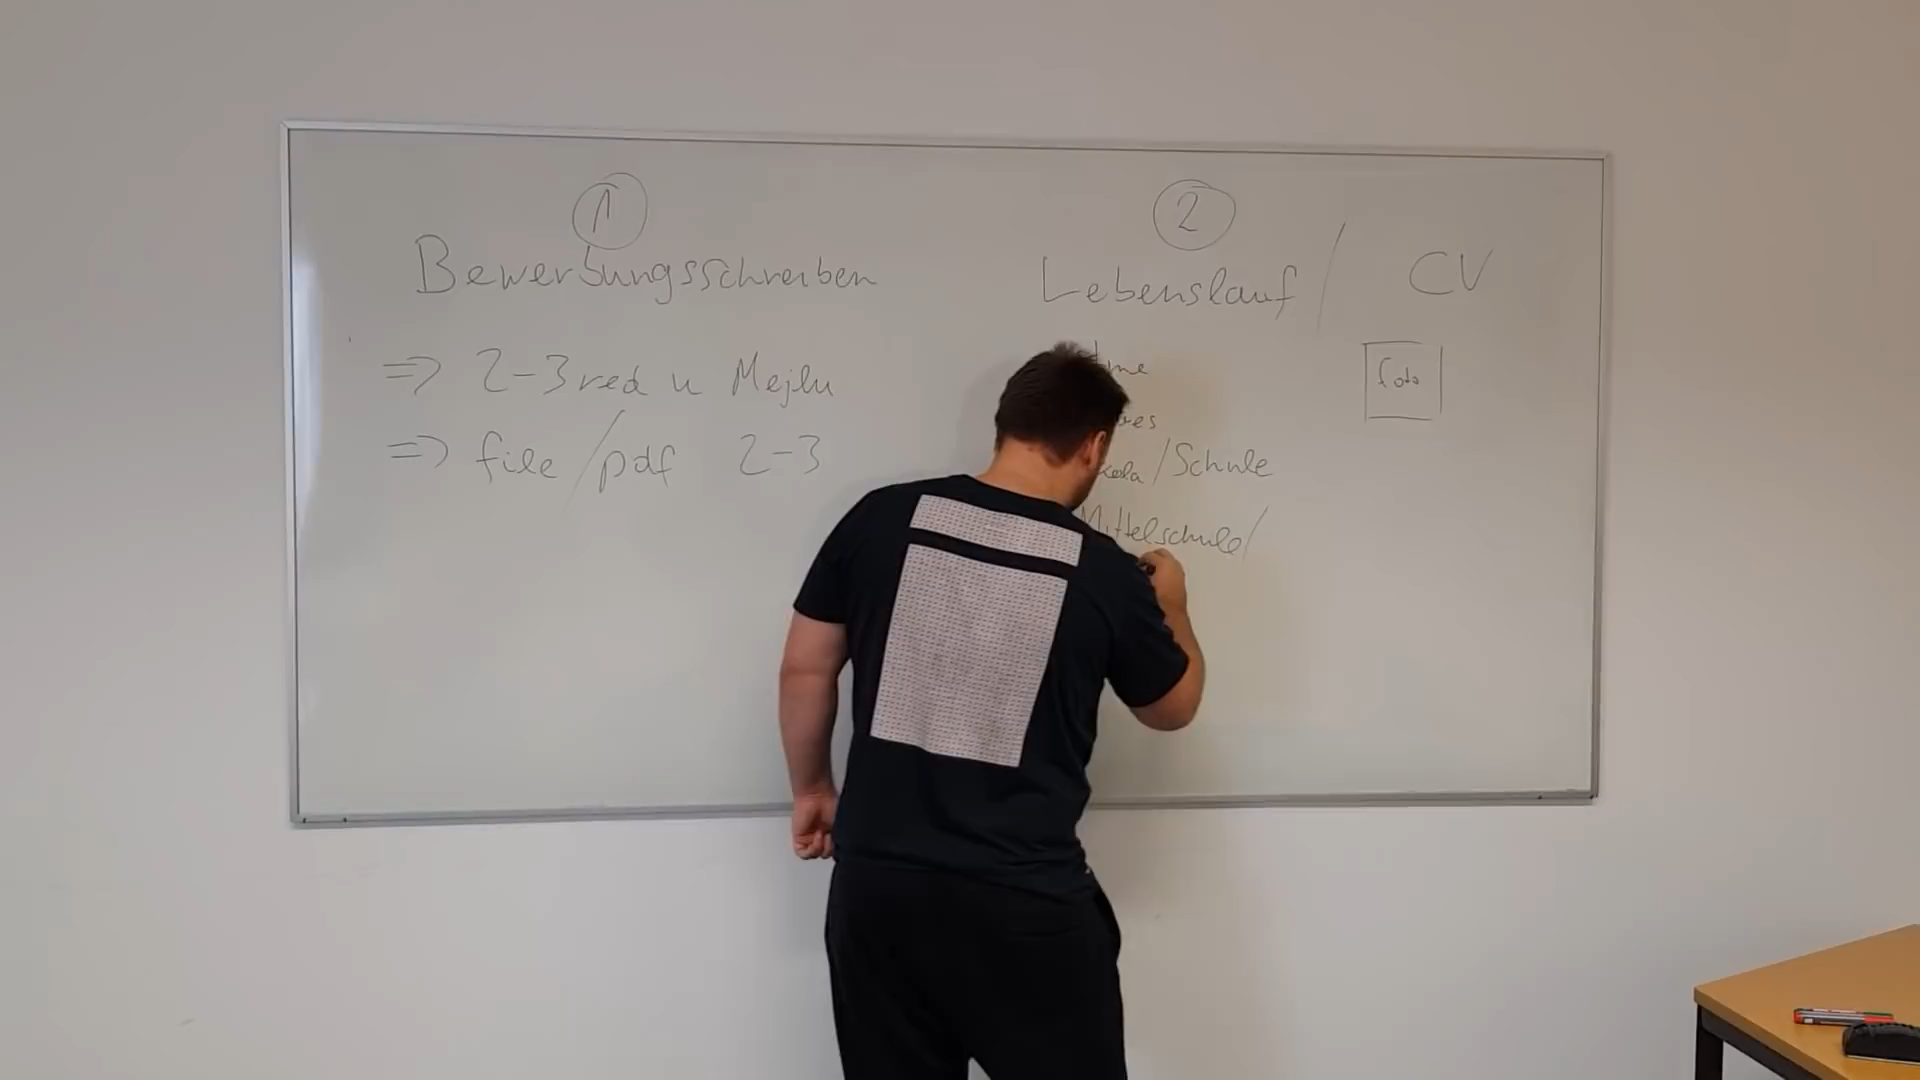 1
Bewerbungsschreiben
=> 2-3 red u Mejlu
=> file/pdf 2-3
2
Lebenslauf / CV
foto
/Schule
Mittelschule/